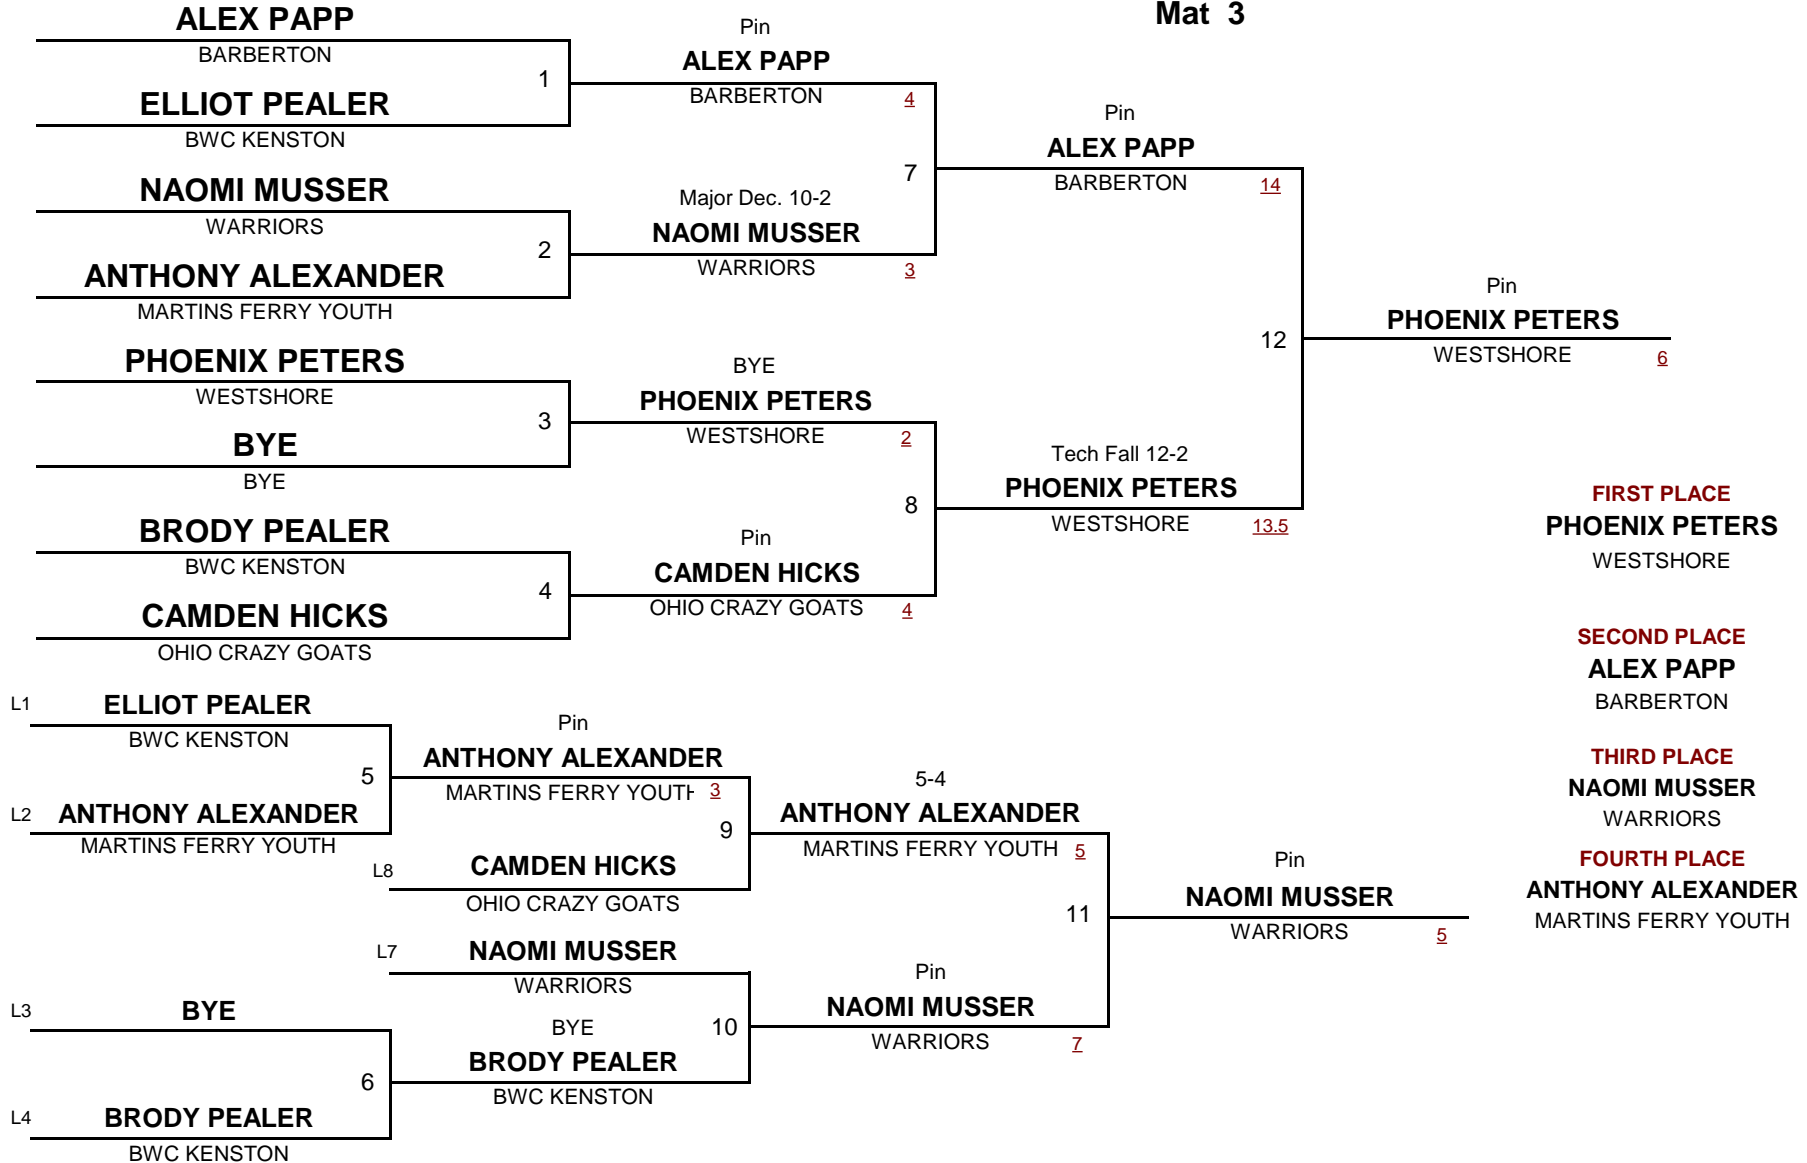 Mat 3
ALEX PAPP
BARBERTON
1
ELLIOT PEALER
BWC KENSTON
NAOMI MUSSER
WARRIORS
2
ANTHONY ALEXANDER
MARTINS FERRY YOUTH
PHOENIX PETERS
WESTSHORE
3
BYE
BYE
BRODY PEALER
BWC KENSTON
4
CAMDEN HICKS
OHIO CRAZY GOATS
Pin
ALEX PAPP
BARBERTON 4
7
Major Dec. 10-2
NAOMI MUSSER
WARRIORS 3
BYE
PHOENIX PETERS
WESTSHORE 2
8
Pin
CAMDEN HICKS
OHIO CRAZY GOATS 4
Pin
ALEX PAPP
BARBERTON 14
12
Tech Fall 12-2
PHOENIX PETERS
WESTSHORE 13.5
Pin
PHOENIX PETERS
WESTSHORE 6
L1 ELLIOT PEALER
BWC KENSTON
5
L2 ANTHONY ALEXANDER
MARTINS FERRY YOUTH
L3 BYE
6
L4 BRODY PEALER
BWC KENSTON
Pin
ANTHONY ALEXANDER
MARTINS FERRY YOUTH 3
9
L8 CAMDEN HICKS
OHIO CRAZY GOATS
L7 NAOMI MUSSER
WARRIORS
10
BYE
BRODY PEALER
BWC KENSTON
5-4
ANTHONY ALEXANDER
MARTINS FERRY YOUTH 5
11
Pin
NAOMI MUSSER
WARRIORS 7
Pin
NAOMI MUSSER
WARRIORS 5
FIRST PLACE
PHOENIX PETERS
WESTSHORE
SECOND PLACE
ALEX PAPP
BARBERTON
THIRD PLACE
NAOMI MUSSER
WARRIORS
FOURTH PLACE
ANTHONY ALEXANDER
MARTINS FERRY YOUTH